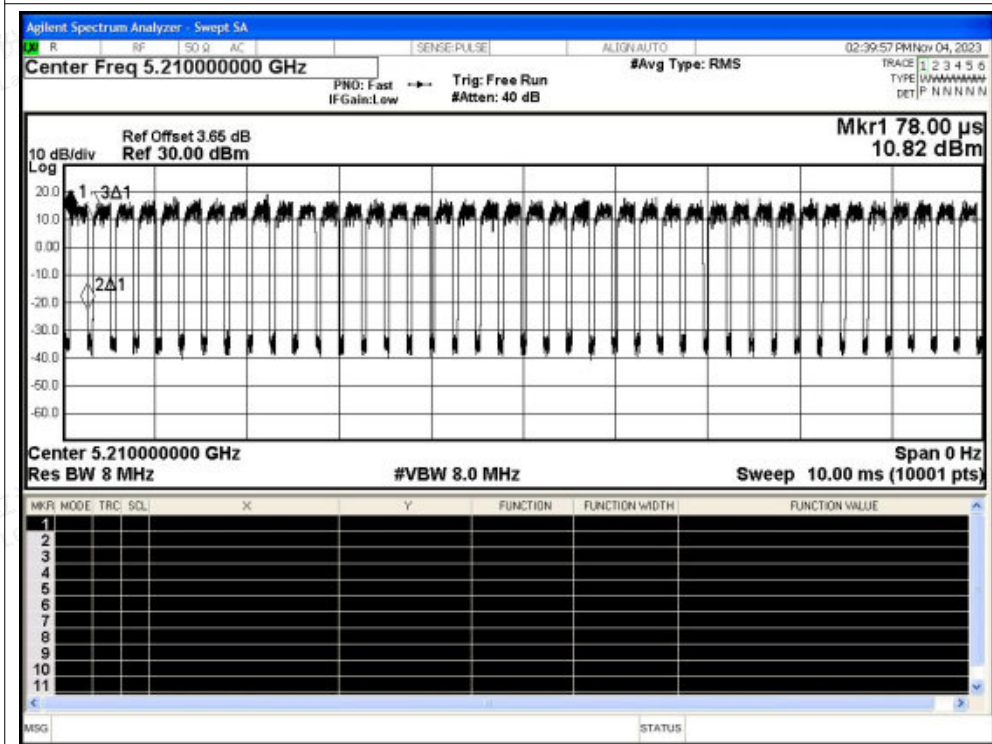 Agilent Spectrum Analyzer - Swept SA
R RF 50 Ω AC SENSE:PULSE ALIGN AUTO 02:39:57 PM Nov 04, 2023
Center Freq 5.210000000 GHz #Avg Type: RMS TRACE 1 2 3 4 5 6
PNO: Fast Trig: Free Run TYPE
IFGain:Low #Atten: 40 dB DET P N N N N N
Mkr1 78.00 µs
Ref Offset 3.65 dB
10 dB/div Ref 30.00 dBm 10.82 dBm
Log
20.0 1 3Δ1
10.0
0.00
-10.0
2Δ1
-20.0
-30.0
-40.0
-50.0
-60.0
Center 5.210000000 GHz Span 0 Hz
Res BW 8 MHz #VBW 8.0 MHz Sweep 10.00 ms (10001 pts)
MKR MODE TRC SCL X Y FUNCTION FUNCTION WIDTH FUNCTION VALUE
1
2
3
4
5
6
7
8
9
10
11
MSG STATUS